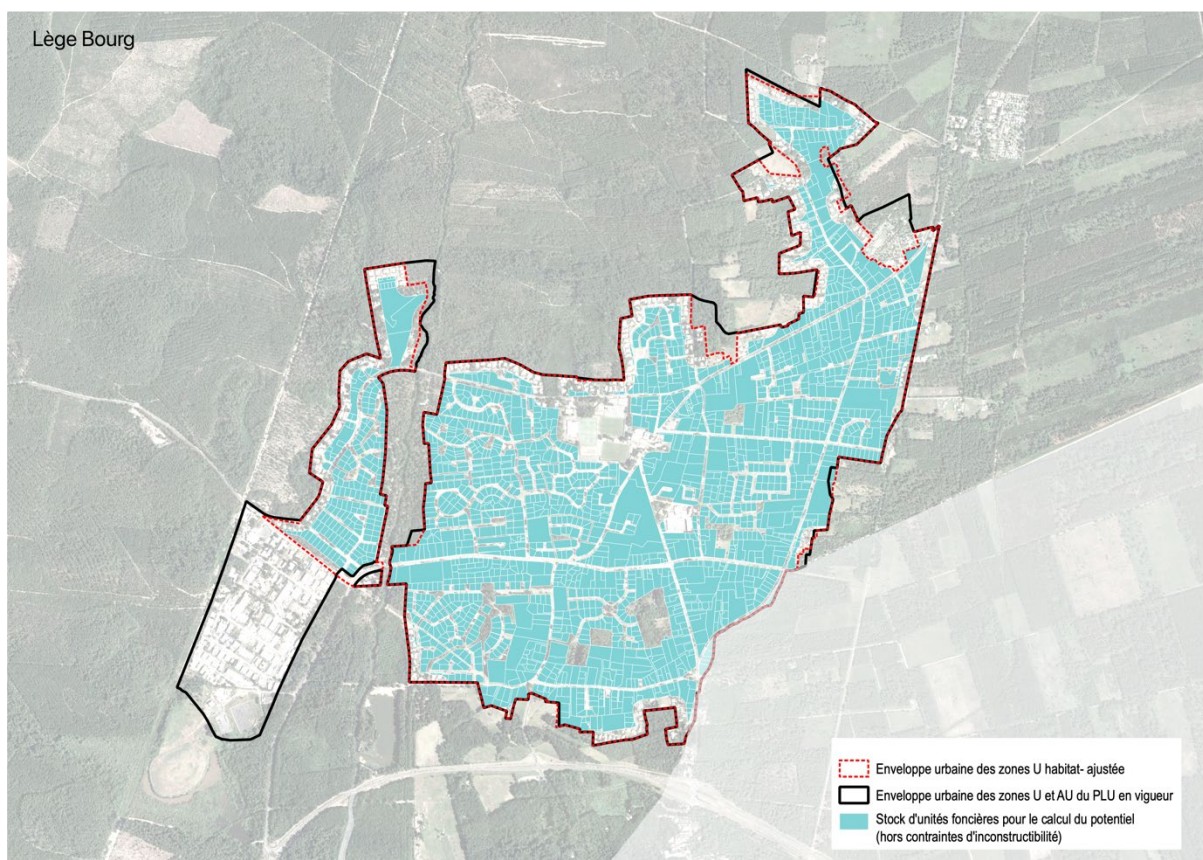 Lège Bourg
Enveloppe urbaine des zones U habitat- ajustée
Enveloppe urbaine des zones U et AU du PLU en vigueur
Stock d'unités foncières pour le calcul du potentiel
(hors contraintes d'inconstructibilité)